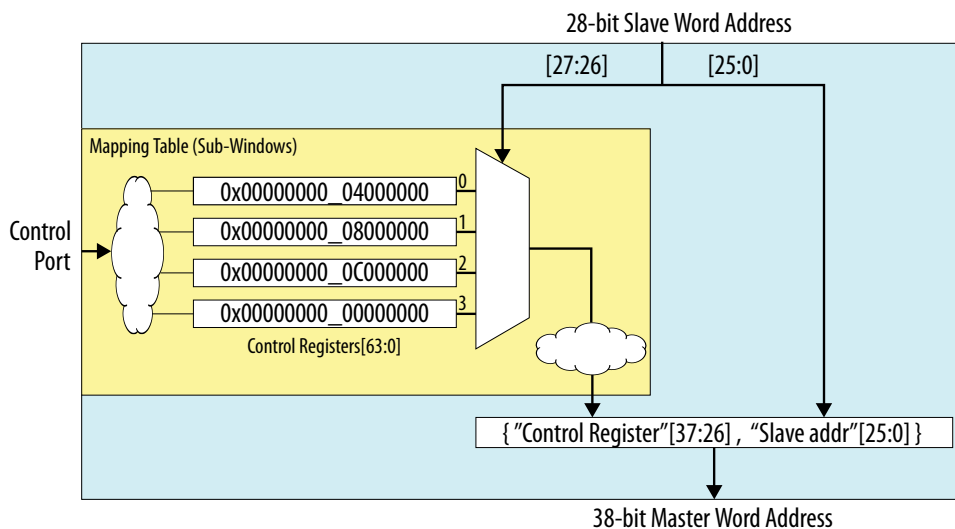 28-bit Slave Word Address
[27:26]
[25:0]
Mapping Table (Sub-Windows)
0x00000000_04000000
0
0x00000000_08000000
1
0x00000000_0C000000
2
0x00000000_00000000
3
Control
Port
Control Registers[63:0]
{ "Control Register"[37:26] , “Slave addr”[25:0] }
38-bit Master Word Address